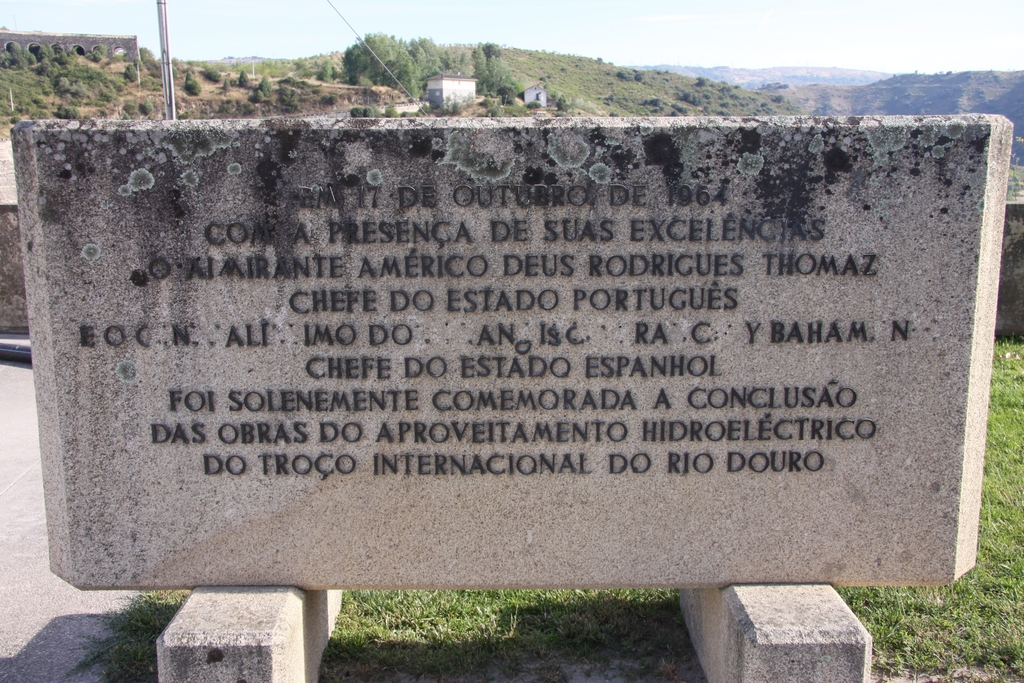 EM 17 DE OUTUBRO DE 1964
COM A PRESENÇA DE SUAS EXCELÊNCIAS
O ALMIRANTE AMÉRICO DEUS RODRIGUES THOMAZ
CHEFE DO ESTADO PORTUGUÊS
Y BAHAM N
CHEFE DO ESTADO ESPANHOL
FOI SOLENEMENTE COMEMORADA A CONCLUSÃO
DAS OBRAS DO APROVEITAMENTO HIDROELÉCTRICO
DO TROÇO INTERNACIONAL DO RIO DOURO